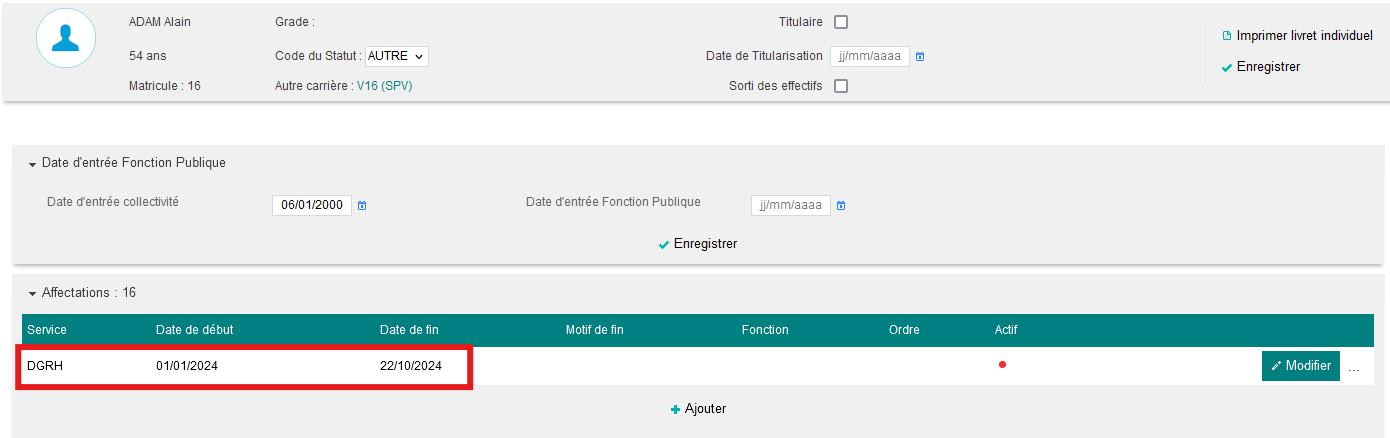 ADAM Alain Grade : Titulaire
Imprimer livret individuel
54 ans Code du Statut : AUTRE Date de Titularisation jj/mm/aaaa
Enregistrer
Matricule : 16 Autre carrière : V16 (SPV) Sorti des effectifs
Date d'entrée Fonction Publique
Date d'entrée collectivité 06/01/2000 Date d'entrée Fonction Publique jj/mm/aaaa
Enregistrer
Affectations : 16
Service Date de début Date de fin Motif de fin Fonction Ordre Actif
DGRH 01/01/2024 22/10/2024 Modifier ...
Ajouter